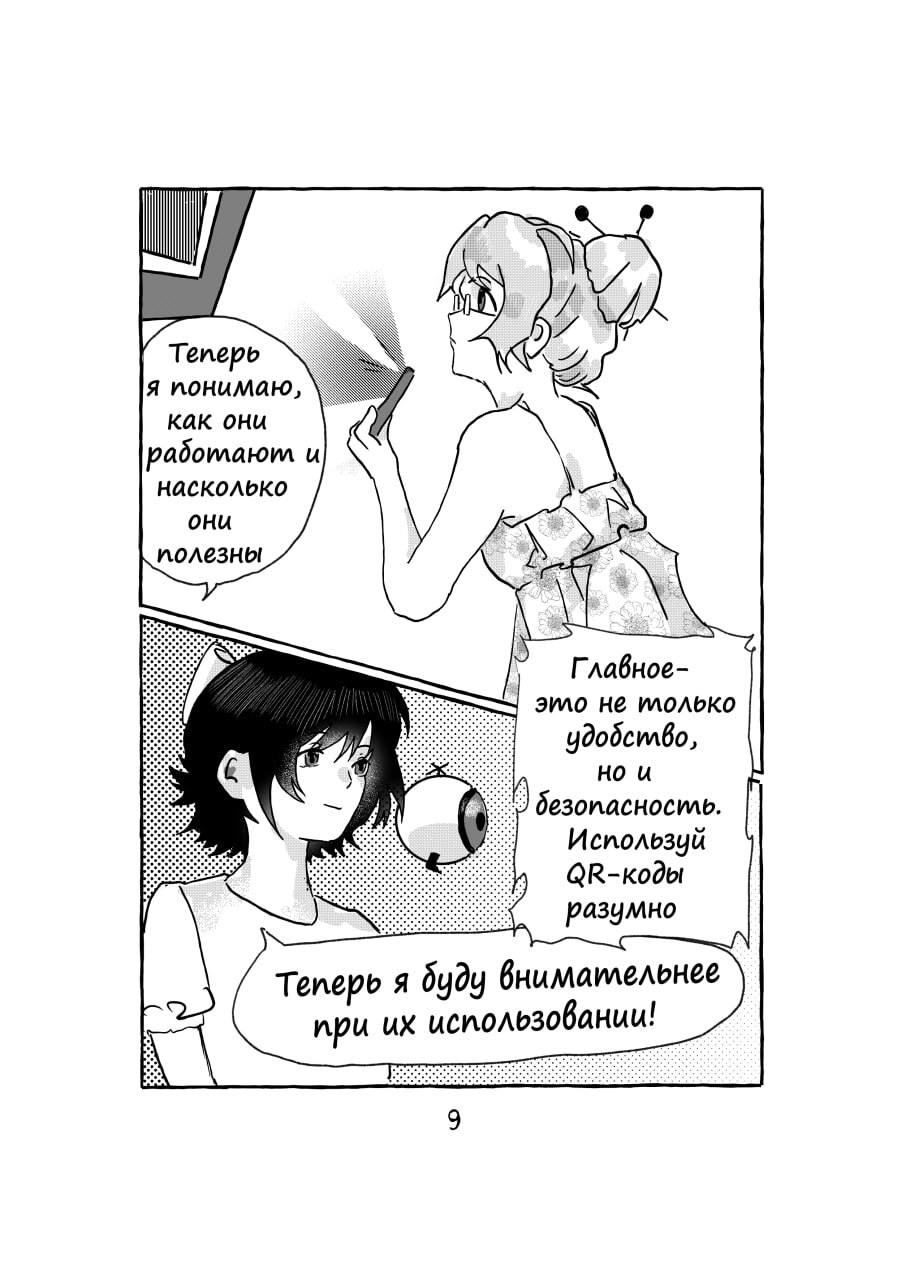 Теперь
я понимаю,
как они
работают и
насколько
они
полезны
Главное-
это не только
удобство,
но и
безопасность.
Используй
QR-коды
разумно
Теперь я буду внимательнее
при их использовании!
9